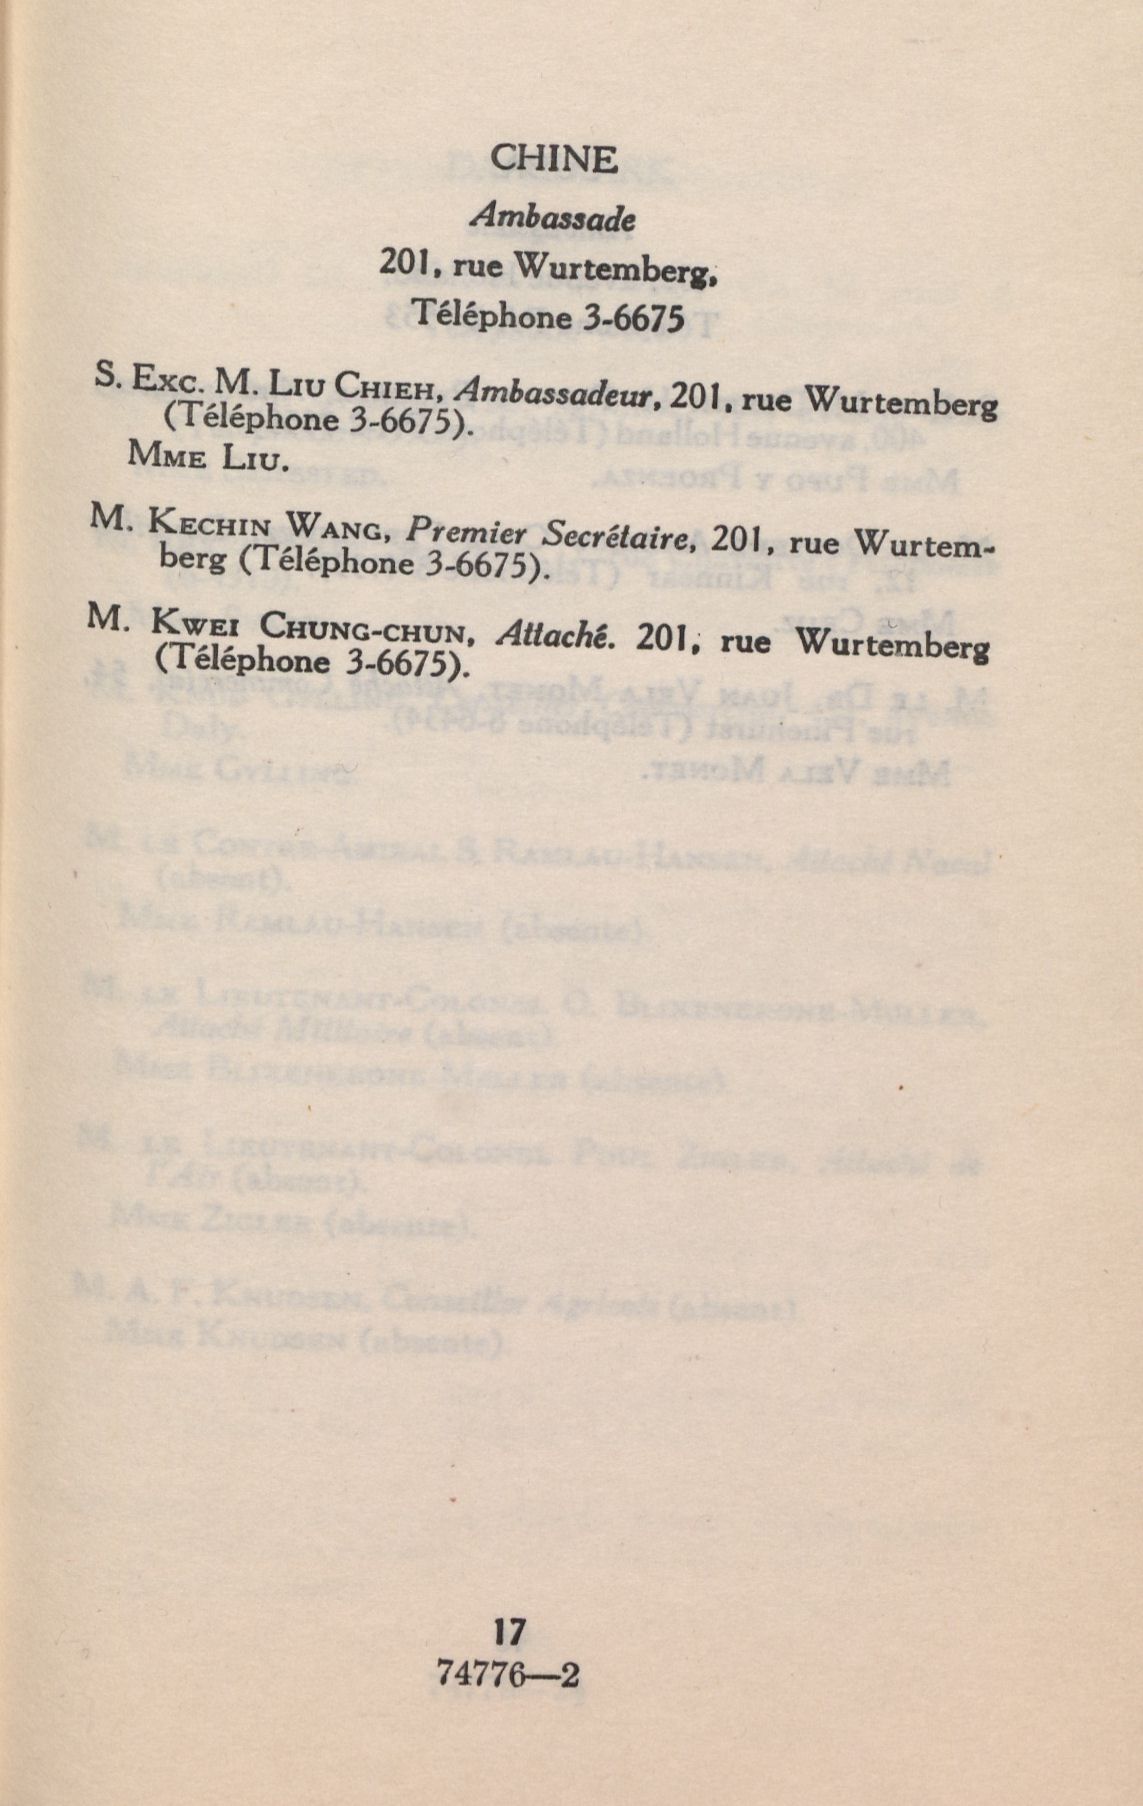 CHINE
Ambassade
201, rue Wurtemberg,
Téléphone 3-6675
S. Exc. M. Liu Chieh, Ambassadeur, 201, rue Wurtemberg
(Téléphone 3-6675).
Mme Liu.
M. Kechin Wang, Premier Secrétaire, 201, rue Wurtem-
berg (Téléphone 3-6675).
M. Kwei Chung-chun, Attaché. 201, rue Wurtemberg
(Téléphone 3-6675).
17
74776—2